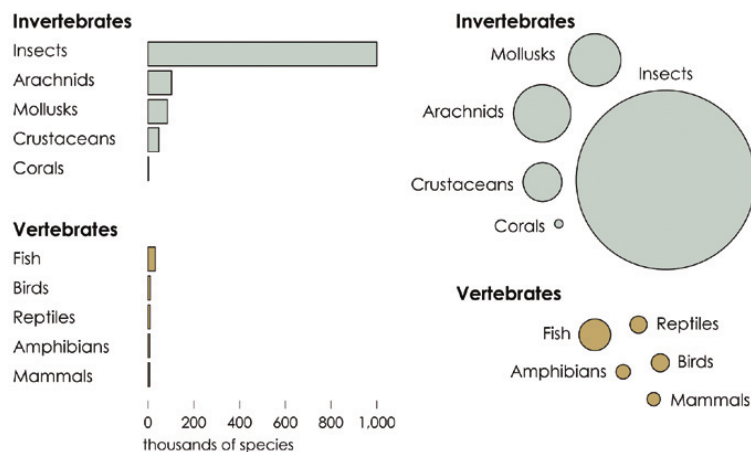 Invertebrates
Insects
Arachnids
Mollusks
Crustaceans
Corals
Vertebrates
Fish
Birds
Reptiles
Amphibians
Mammals
0 200 400 600 800 1,000
thousands of species
Invertebrates
Mollusks
Insects
Arachnids
Crustaceans
Corals
Vertebrates
Fish
Reptiles
Birds
Amphibians
Mammals